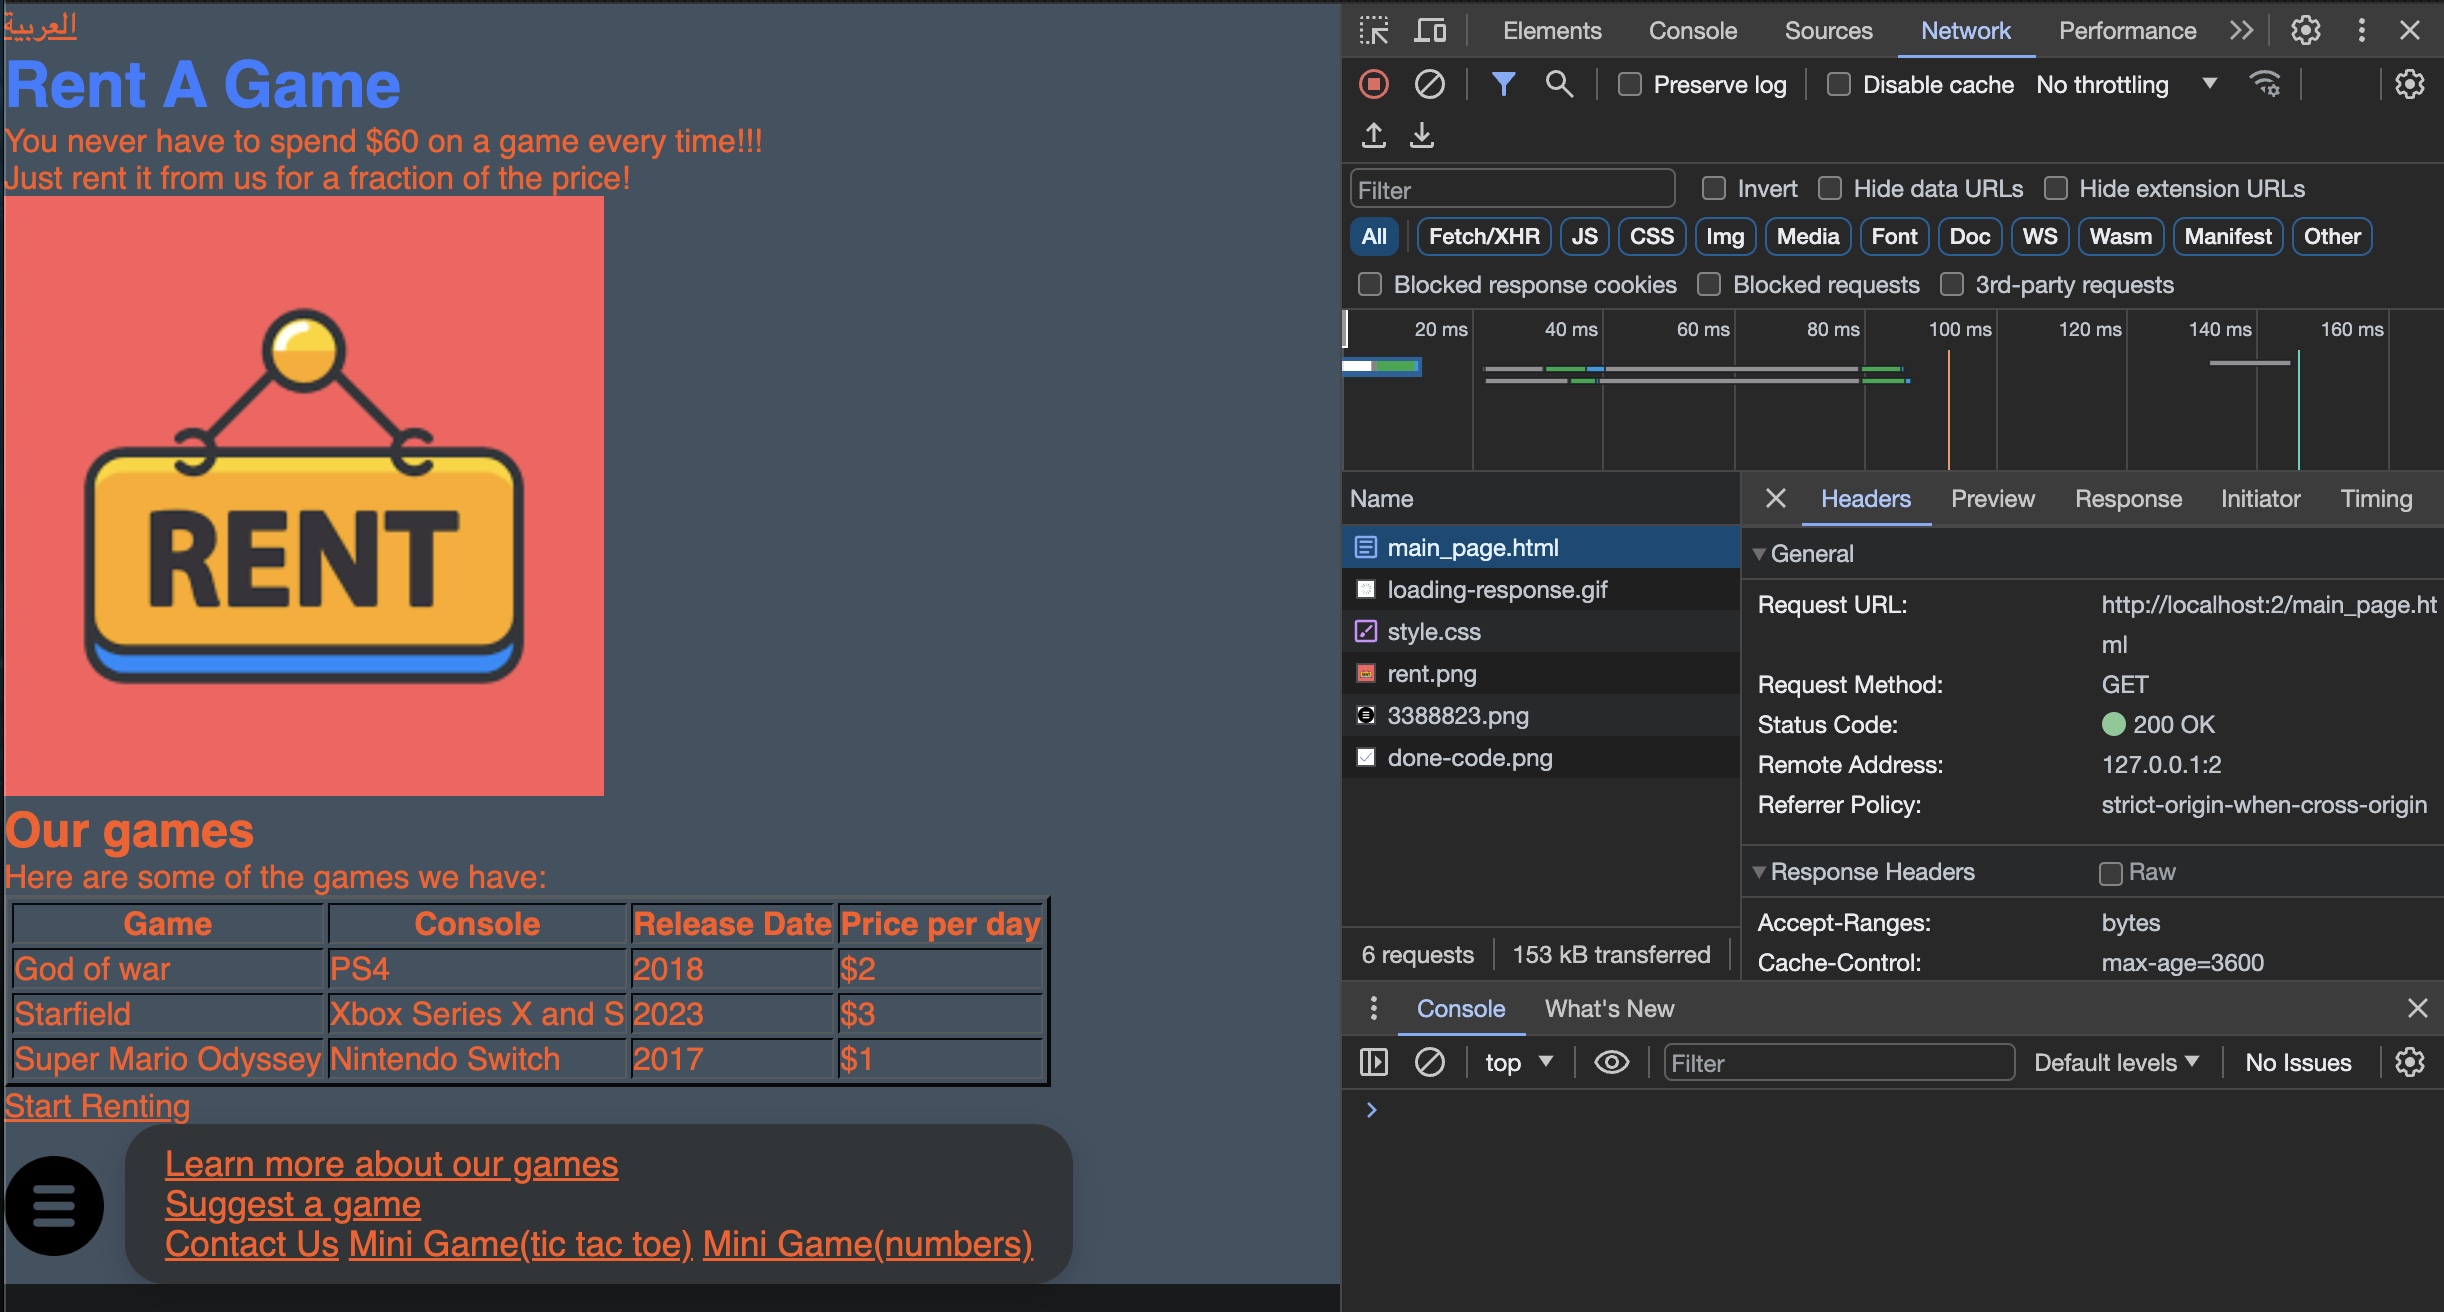 العربية
Rent A Game
You never have to spend $60 on a game every time!!!
Just rent it from us for a fraction of the price!
RENT
Our games
Here are some of the games we have:
Game Console Release Date Price per day
God of war PS4 2018 $2
Starfield Xbox Series X and S 2023 $3
Super Mario Odyssey Nintendo Switch 2017 $1
Start Renting
Learn more about our games
Suggest a game
Contact Us Mini Game(tic tac toe) Mini Game(numbers)
Elements Console Sources Network Performance
Preserve log Disable cache No throttling
Filter Invert Hide data URLs Hide extension URLs
All Fetch/XHR JS CSS Img Media Font Doc WS Wasm Manifest Other
Blocked response cookies Blocked requests 3rd-party requests
20 ms 40 ms 60 ms 80 ms 100 ms 120 ms 140 ms 160 ms
Name
main_page.html
loading-response.gif
style.css
rent.png
3388823.png
done-code.png
6 requests 153 kB transferred
Headers Preview Response Initiator Timing
General
Request URL: http://localhost:2/main_page.ht
ml
Request Method: GET
Status Code: 200 OK
Remote Address: 127.0.0.1:2
Referrer Policy: strict-origin-when-cross-origin
Response Headers Raw
Accept-Ranges: bytes
Cache-Control: max-age=3600
Console What's New
top Filter Default levels No Issues